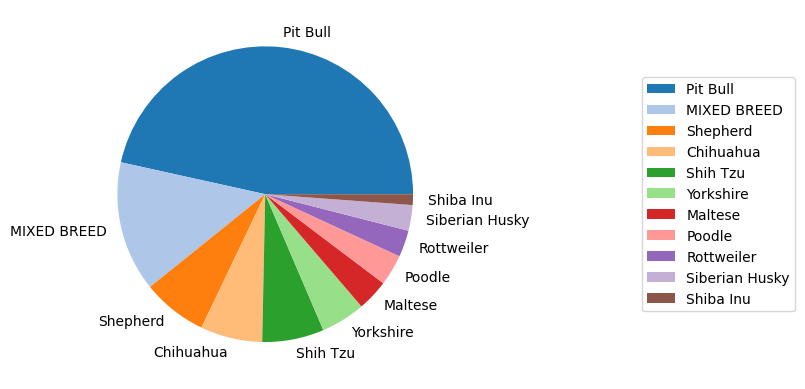 Pit Bull
MIXED BREED
Shepherd
Chihuahua
Shih Tzu
Yorkshire
Maltese
Poodle
Rottweiler
Siberian Husky
Shiba Inu
Pit Bull
MIXED BREED
Shepherd
Chihuahua
Shih Tzu
Yorkshire
Maltese
Poodle
Rottweiler
Siberian Husky
Shiba Inu